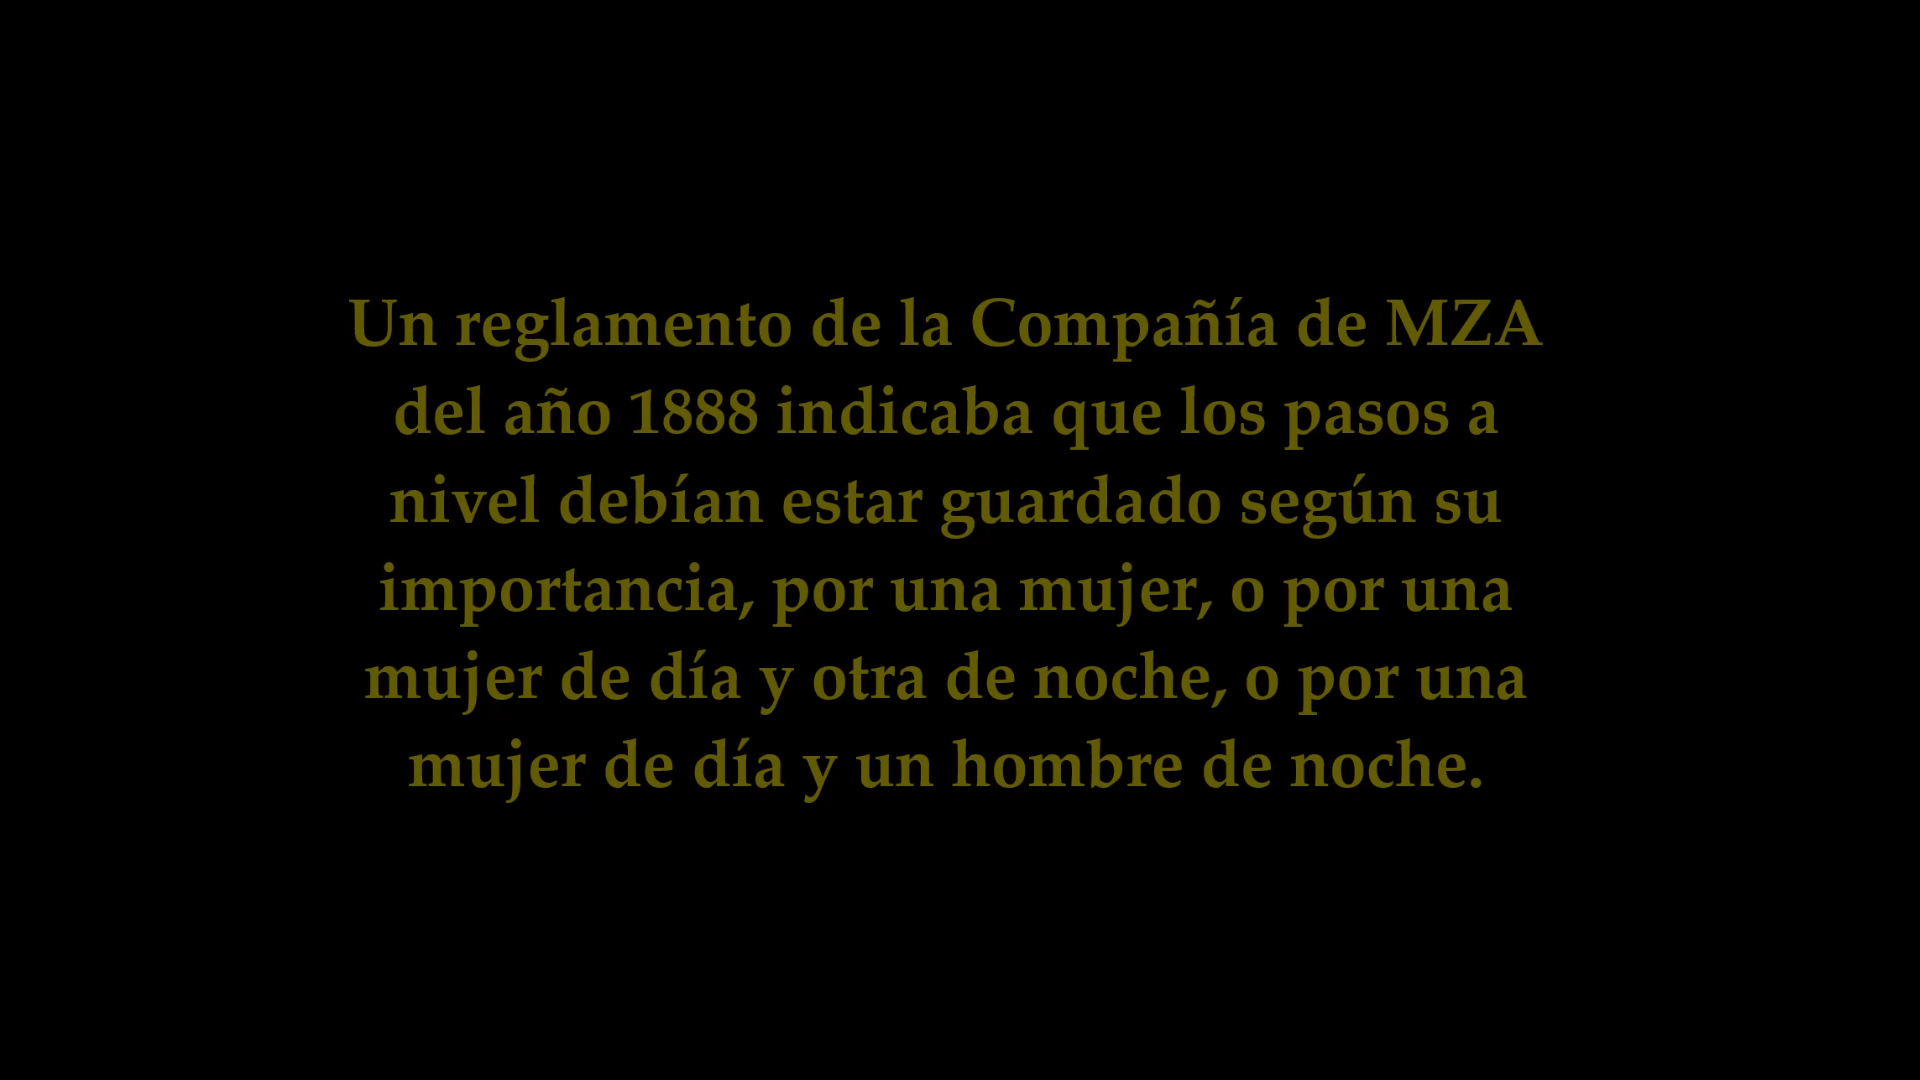 Un reglamento de la Compañía de MZA
del año 1888 indicaba que los pasos a
nivel debían estar guardado según su
importancia, por una mujer, o por una
mujer de día y otra de noche, o por una
mujer de día y un hombre de noche.